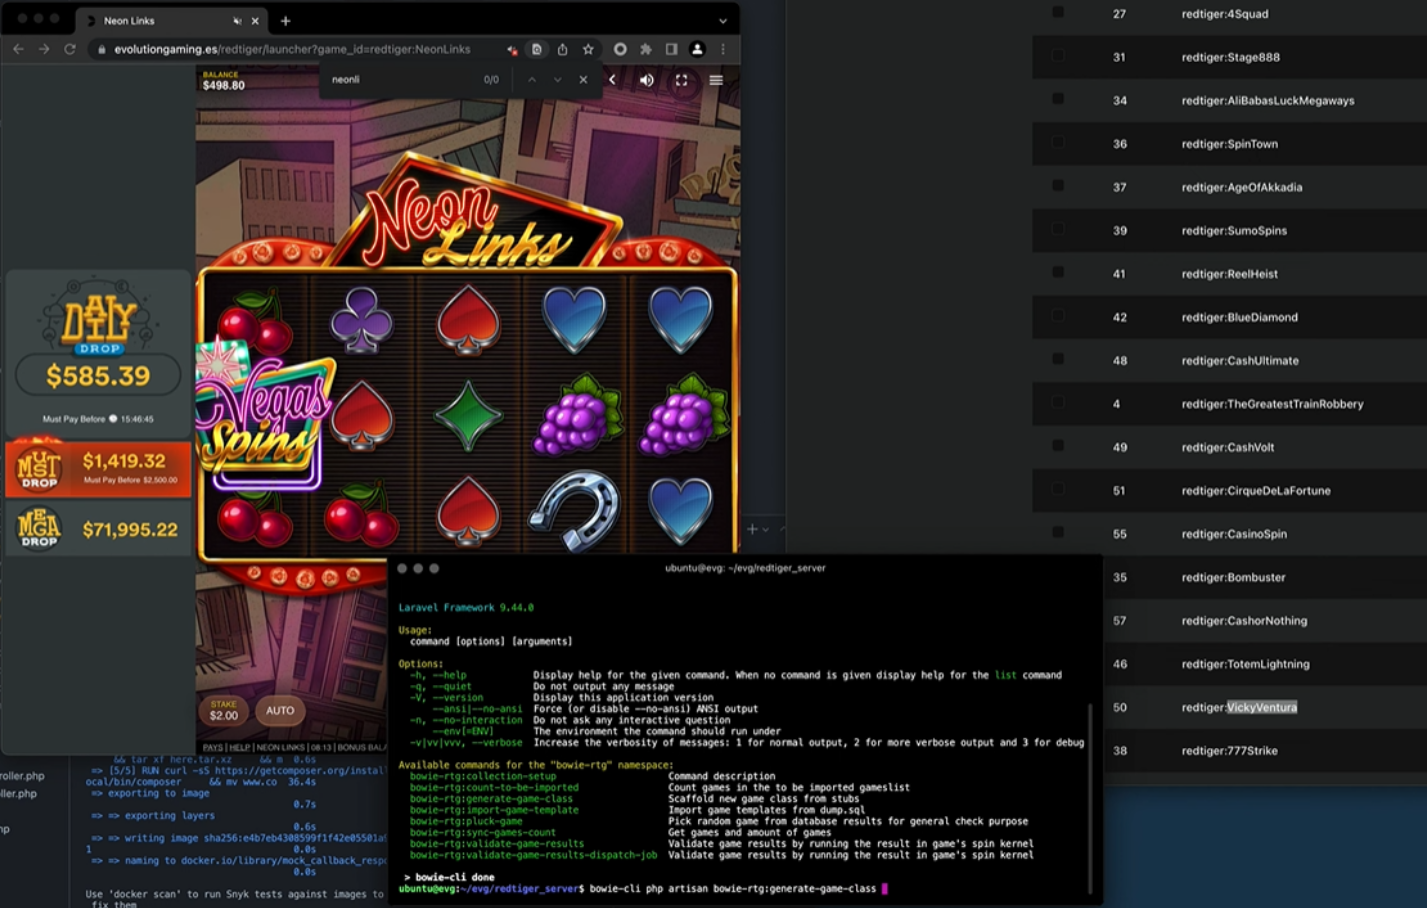 Neon Links
evolutiongaming.es/redtiger/launcher?game_id=redtiger:NeonLinks
neonli
0/0
BALANCE
$498.80
Neon
Links
DAILY
DROP
$585.39
Must Pay Before 15:46:45
MUST
DROP
$1,419.32
Must Pay Before $2,500.00
MEGA
DROP
$71,995.22
Vegas
Spins
STAKE
$2.00
AUTO
PAYS | HELP | NEON LINKS | 08:13 | BONUS BALA
27 redtiger:4Squad
31 redtiger:Stage888
34 redtiger:AliBabasLuckMegaways
36 redtiger:SpinTown
37 redtiger:AgeOfAkkadia
39 redtiger:SumoSpins
41 redtiger:ReelHeist
42 redtiger:BlueDiamond
48 redtiger:CashUltimate
4 redtiger:TheGreatestTrainRobbery
49 redtiger:CashVolt
51 redtiger:CirqueDeLaFortune
55 redtiger:CasinoSpin
35 redtiger:Bombuster
57 redtiger:CashorNothing
46 redtiger:TotemLightning
50 redtiger:VickyVentura
38 redtiger:777Strike
ubuntu@evg: ~/evg/redtiger_server
Laravel Framework 9.44.0
Usage:
command [options] [arguments]
Options:
-h, --help Display help for the given command. When no command is given display help for the list command
-q, --quiet Do not output any message
-V, --version Display this application version
--ansi|--no-ansi Force (or disable --no-ansi) ANSI output
-n, --no-interaction Do not ask any interactive question
--env[=ENV] The environment the command should run under
-v|vv|vvv, --verbose Increase the verbosity of messages: 1 for normal output, 2 for more verbose output and 3 for debug
Available commands for the "bowie-rtg" namespace:
bowie-rtg:collection-setup Command description
bowie-rtg:count-to-be-imported Count games in the to be imported gameslist
bowie-rtg:generate-game-class Scaffold new game class from stubs
bowie-rtg:import-game-template Import game templates from dump.sql
bowie-rtg:pluck-game Pick random game from database results for general check purpose
bowie-rtg:sync-games-count Get games and amount of games
bowie-rtg:validate-game-results Validate game results by running the result in game's spin kernel
bowie-rtg:validate-game-results-dispatch-job Validate game results by running the result in game's spin kernel
> bowie-cli done
ubuntu@evg:~/evg/redtiger_server$ bowie-cli php artisan bowie-rtg:generate-game-class
roller.php
ller.php
hp
&& tar xf here.tar.xz && m 0.6s
=> [5/5] RUN curl -sS https://getcomposer.org/instal
ocal/bin/composer && mv www.co 36.4s
=> exporting to image
0.7s
=> => exporting layers
0.6s
=> => writing image sha256:e4b7eb4308599f1f42e05501a
1 0.0s
=> => naming to docker.io/library/mock_callback_resp
0.0s
Use 'docker scan' to run Snyk tests against images to
fix them